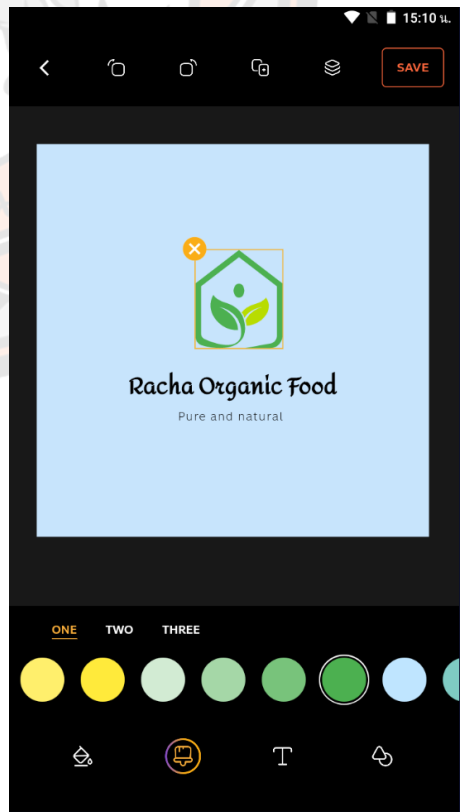 15:10 น.
SAVE
Racha Organic Food
Pure and natural
ONE TWO THREE
T